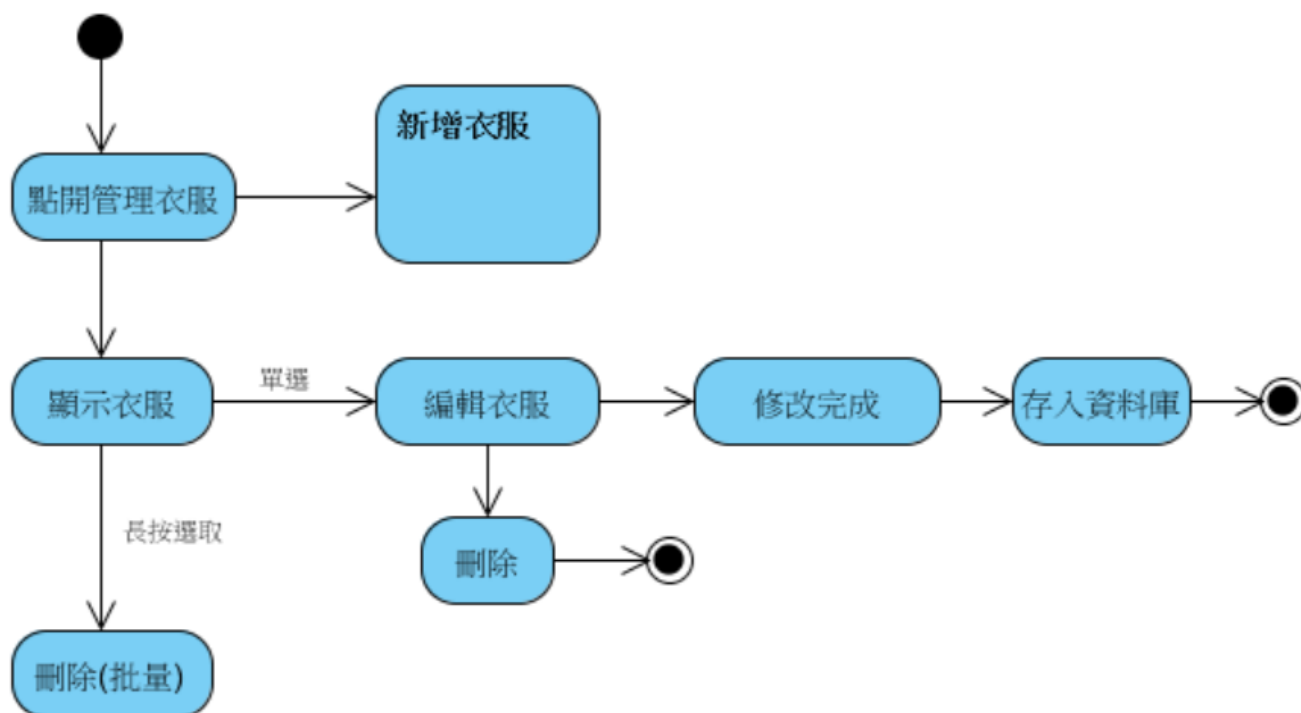 新增衣服
點開管理衣服
顯示衣服
單選
編輯衣服
修改完成
存入資料庫
長按選取
刪除
刪除(批量)